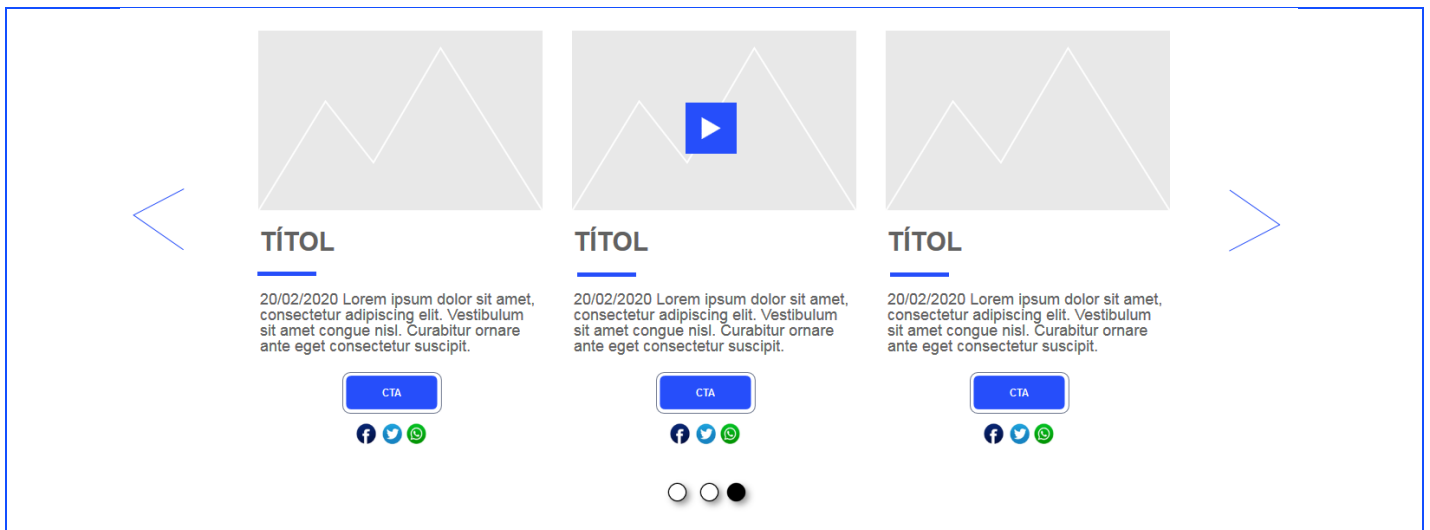 TÍTOL
20/02/2020 Lorem ipsum dolor sit amet,
consectetur adipiscing elit. Vestibulum
sit amet congue nisl. Curabitur ornare
ante eget consectetur suscipit.
CTA
TÍTOL
20/02/2020 Lorem ipsum dolor sit amet,
consectetur adipiscing elit. Vestibulum
sit amet congue nisl. Curabitur ornare
ante eget consectetur suscipit.
CTA
TÍTOL
20/02/2020 Lorem ipsum dolor sit amet,
consectetur adipiscing elit. Vestibulum
sit amet congue nisl. Curabitur ornare
ante eget consectetur suscipit.
CTA